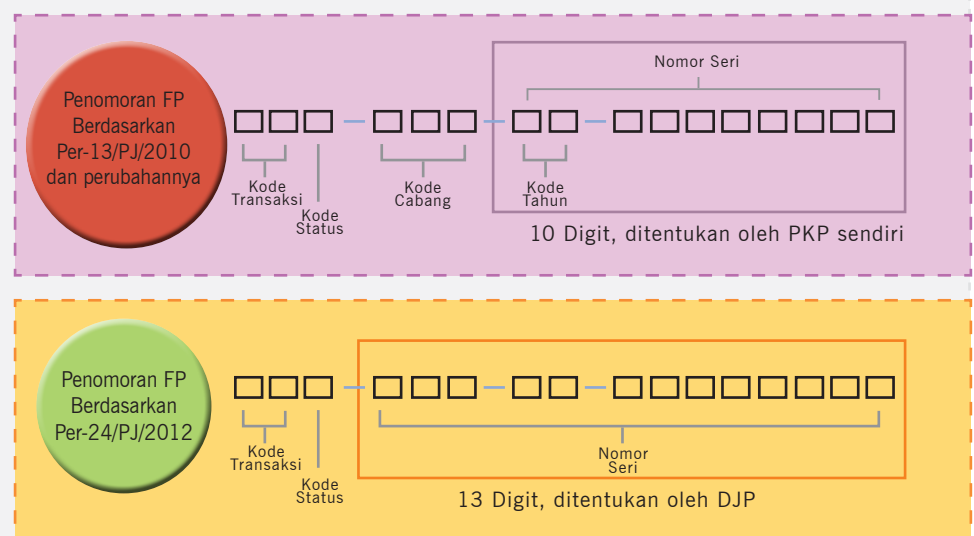 Penomoran FP
Berdasarkan
Per-13/PJ/2010
dan perubahannya
Nomor Seri
Kode
Transaksi
Kode
Status
Kode
Cabang
Kode
Tahun
10 Digit, ditentukan oleh PKP sendiri
Penomoran FP
Berdasarkan
Per-24/PJ/2012
Kode
Transaksi
Kode
Status
Nomor
Seri
13 Digit, ditentukan oleh DJP